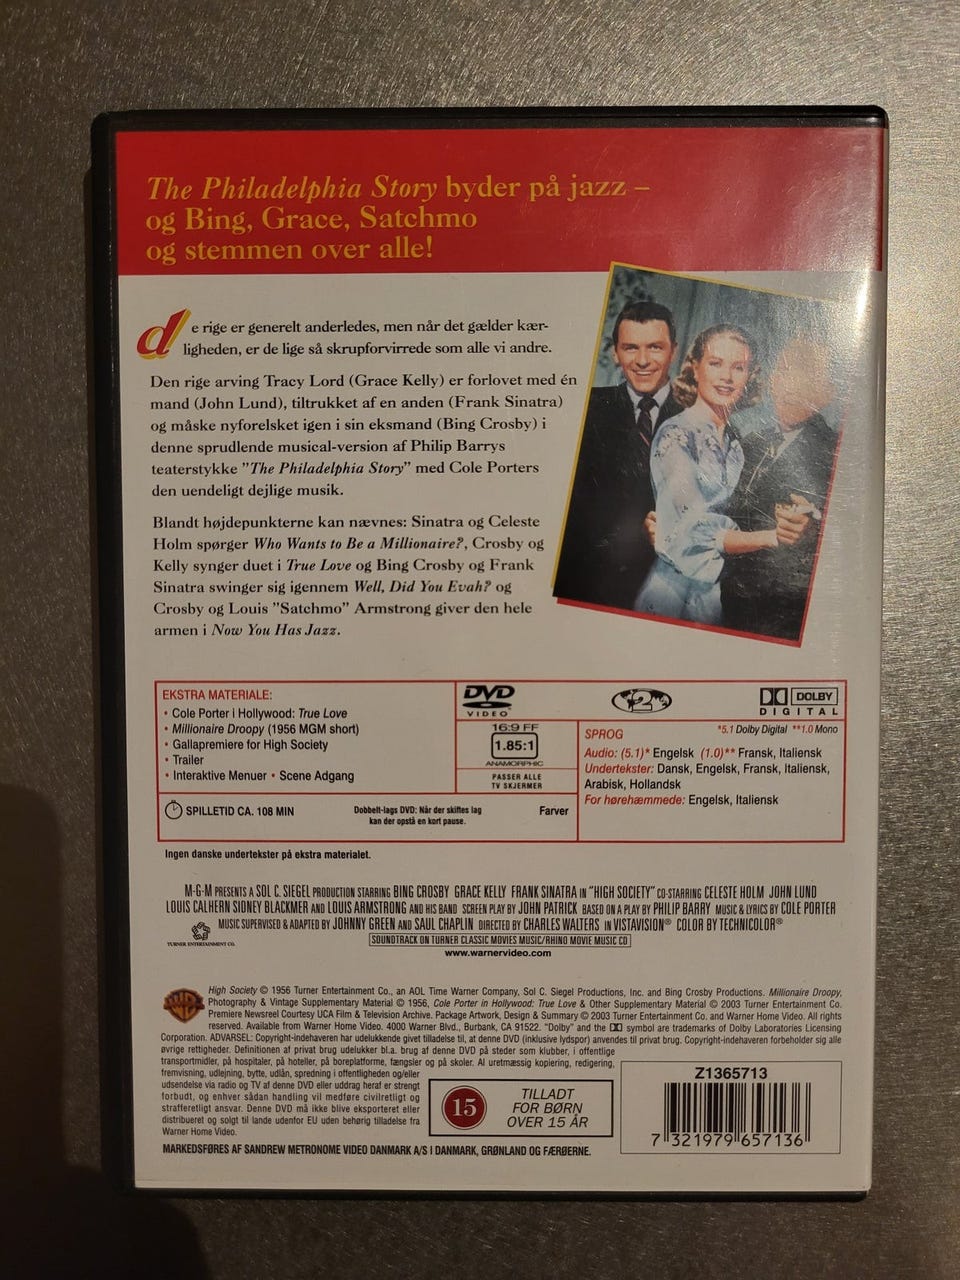 The Philadelphia Story byder på jazz –
og Bing, Grace, Satchmo
og stemmen over alle!
de rige er generelt anderledes, men når det gælder kær-
ligheden, er de lige så skrupforvirrede som alle vi andre.
Den rige arving Tracy Lord (Grace Kelly) er forlovet med én
mand (John Lund), tiltrukket af en anden (Frank Sinatra)
og måske nyforelsket igen i sin eksmand (Bing Crosby) i
denne sprudlende musical-version af Philip Barrys
teaterstykke "The Philadelphia Story" med Cole Porters
den uendeligt dejlige musik.
Blandt højdepunkterne kan nævnes: Sinatra og Celeste
Holm spørger Who Wants to Be a Millionaire?, Crosby og
Kelly synger duet i True Love og Bing Crosby og Frank
Sinatra swinger sig igennem Well, Did You Evah? og
Crosby og Louis "Satchmo" Armstrong giver den hele
armen i Now You Has Jazz.
EKSTRA MATERIALE:
• Cole Porter i Hollywood: True Love
• Millionaire Droopy (1956 MGM short)
• Gallapremiere for High Society
• Trailer
• Interaktive Menuer • Scene Adgang
SPILLETID CA. 108 MIN
Dobbelt-lags DVD: Når der skiftes lag
kan der opstå en kort pause.
Farver
DVD
VIDEO
16:9 FF
1.85:1
ANAMORPHIC
PASSER ALLE
TV SKJERMER
2
DOLBY
DIGITAL
SPROG
*5.1 Dolby Digital **1.0 Mono
Audio: (5.1)* Engelsk (1.0)** Fransk, Italiensk
Undertekster: Dansk, Engelsk, Fransk, Italiensk,
Arabisk, Hollandsk
For hørehæmmede: Engelsk, Italiensk
Ingen danske undertekster på ekstra materialet.
M-G-M PRESENTS A SOL C. SIEGEL PRODUCTION STARRING BING CROSBY GRACE KELLY FRANK SINATRA IN "HIGH SOCIETY" CO-STARRING CELESTE HOLM JOHN LUND
LOUIS CALHERN SIDNEY BLACKMER AND LOUIS ARMSTRONG AND HIS BAND SCREEN PLAY BY JOHN PATRICK BASED ON A PLAY BY PHILIP BARRY MUSIC & LYRICS BY COLE PORTER
MUSIC SUPERVISED & ADAPTED BY JOHNNY GREEN AND SAUL CHAPLIN DIRECTED BY CHARLES WALTERS IN VISTAVISION® COLOR BY TECHNICOLOR®
TURNER ENTERTAINMENT CO.
SOUNDTRACK ON TURNER CLASSIC MOVIES MUSIC/RHINO MOVIE MUSIC CD
www.warnervideo.com
WB
High Society © 1956 Turner Entertainment Co., an AOL Time Warner Company, Sol C. Siegel Productions, Inc. and Bing Crosby Productions. Millionaire Droopy,
Photography & Vintage Supplementary Material © 1956, Cole Porter in Hollywood: True Love & Other Supplementary Material © 2003 Turner Entertainment Co.
Premiere Newsreel Courtesy UCA Film & Television Archive. Package Artwork, Design & Summary © 2003 Turner Entertainment Co. and Warner Home Video. All rights
reserved. Available from Warner Home Video. 4000 Warner Blvd., Burbank, CA 91522. "Dolby" and the symbol are trademarks of Dolby Laboratories Licensing
Corporation. ADVARSEL: Copyright-indehaveren har udelukkende givet tilladelse til, at denne DVD (inklusive lydspor) anvendes til privat brug. Copyright-indehaveren forbeholder sig alle
øvrige rettigheder. Definitionen af privat brug udelukker bl.a. brug af denne DVD på steder som klubber, i offentlige
transportmidler, på hospitaler, på hoteller, på boreplatforme, fængsler og på skoler. Al uretmæssig kopiering, redigering,
fremvisning, udlejning, bytte, udlån, spredning i offentligheden og/eller
udsendelse via radio og TV af denne DVD eller uddrag heraf er strengt
forbudt, og enhver sådan handling vil medføre civilretligt og
strafferetligt ansvar. Denne DVD må ikke blive eksporteret eller
distribueret og solgt til lande udenfor EU uden behørig tilladelse fra
Warner Home Video.
15
TILLADT
FOR BØRN
OVER 15 ÅR
Z1365713
7 321979 657136
MARKEDSFØRES AF SANDREW METRONOME VIDEO DANMARK A/S I DANMARK, GRØNLAND OG FÆRØERNE.